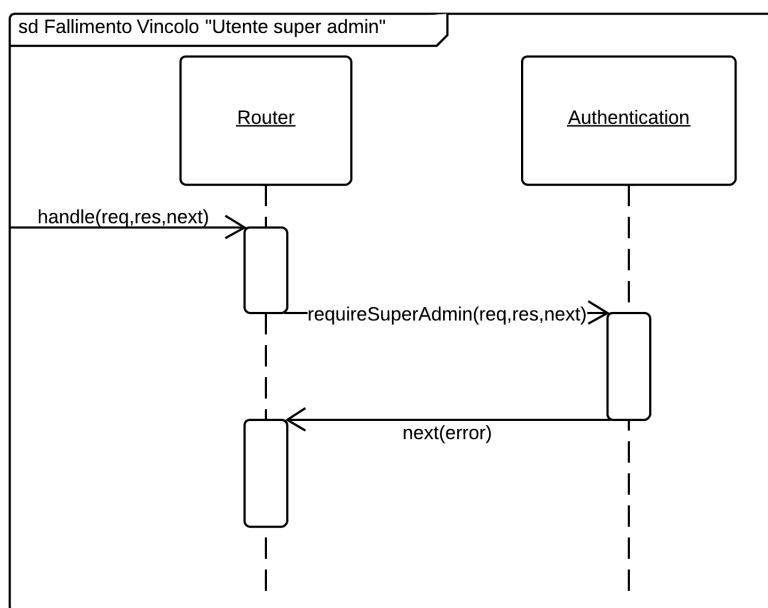 sd Fallimento Vincolo "Utente super admin"
Router
Authentication
handle(req,res,next)
requireSuperAdmin(req,res,next)
next(error)